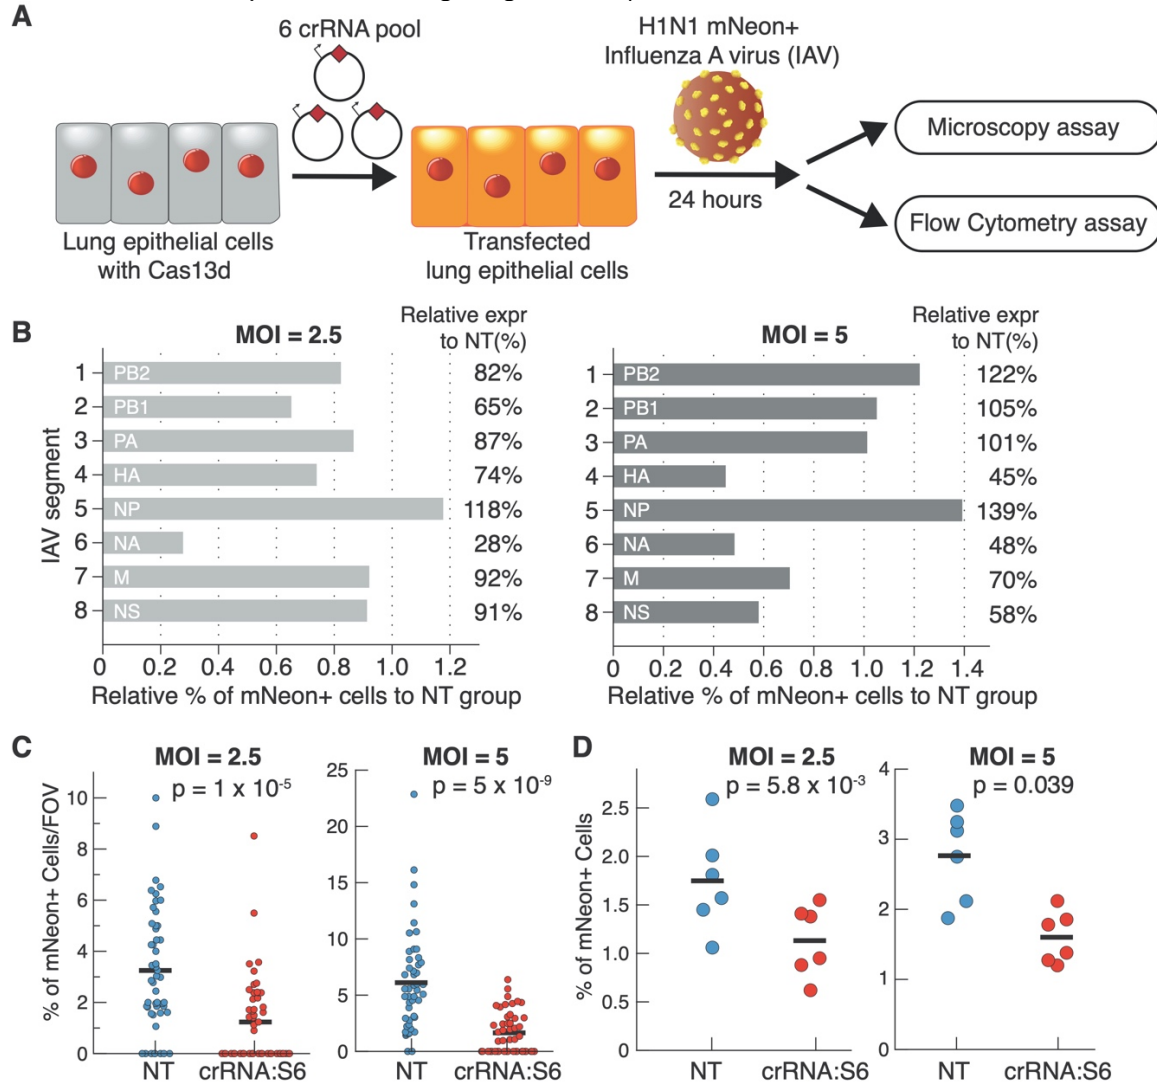 A
6 crRNA pool
H1N1 mNeon+
Influenza A virus (IAV)
Microscopy assay
24 hours
Flow Cytometry assay
Lung epithelial cells
with Cas13d
Transfected
lung epithelial cells
B
MOI = 2.5
Relative expr
to NT(%)
IAV segment
1 PB2 82%
2 PB1 65%
3 PA 87%
4 HA 74%
5 NP 118%
6 NA 28%
7 M 92%
8 NS 91%
0 0.2 0.4 0.6 0.8 1.0 1.2
Relative % of mNeon+ cells to NT group
MOI = 5
Relative expr
to NT(%)
1 PB2 122%
2 PB1 105%
3 PA 101%
4 HA 45%
5 NP 139%
6 NA 48%
7 M 70%
8 NS 58%
0 0.2 0.4 0.6 0.8 1.0 1.2 1.4
Relative % of mNeon+ cells to NT group
C
MOI = 2.5
p = 1 x 10⁻⁵
% of mNeon+ Cells/FOV
10
8
6
4
2
0
NT crRNA:S6
MOI = 5
p = 5 x 10⁻⁹
25
20
15
10
5
0
NT crRNA:S6
D
MOI = 2.5
p = 5.8 x 10⁻³
% of mNeon+ Cells
2.5
2.0
1.5
1.0
0.5
0
NT crRNA:S6
MOI = 5
p = 0.039
4
3
2
1
0
NT crRNA:S6